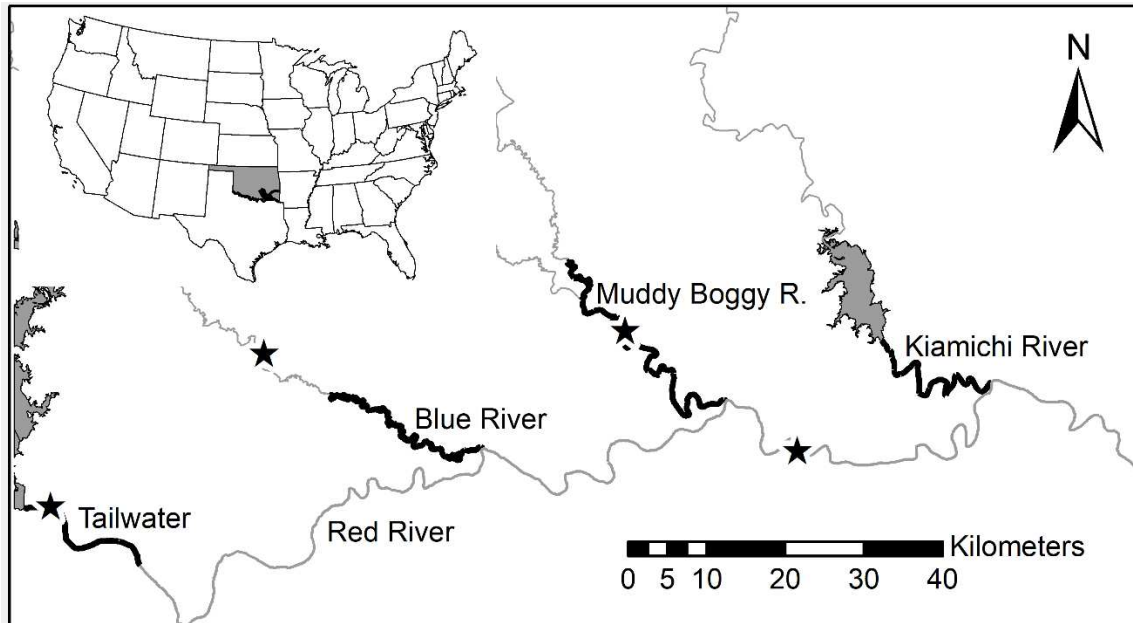 N
Muddy Boggy R.
Kiamichi River
Blue River
Tailwater
Red River
Kilometers
0 5 10 20 30 40